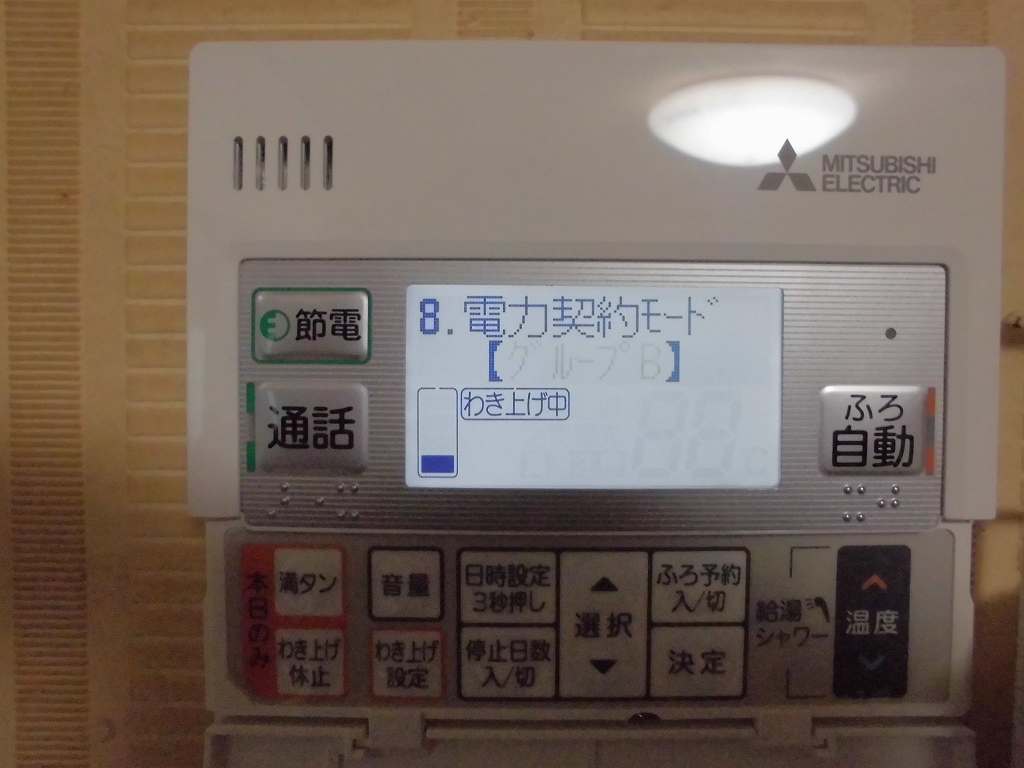 MITSUBISHI
ELECTRIC
節電
8.電力契約モード
【グループB】
わき上げ中
通話
ふろ
自動
本日のみ
満タン
わき上げ
休止
音量
わき上げ
設定
日時設定
3秒押し
停止日数
入/切
選択
ふろ予約
入/切
決定
給湯
シャワー
温度